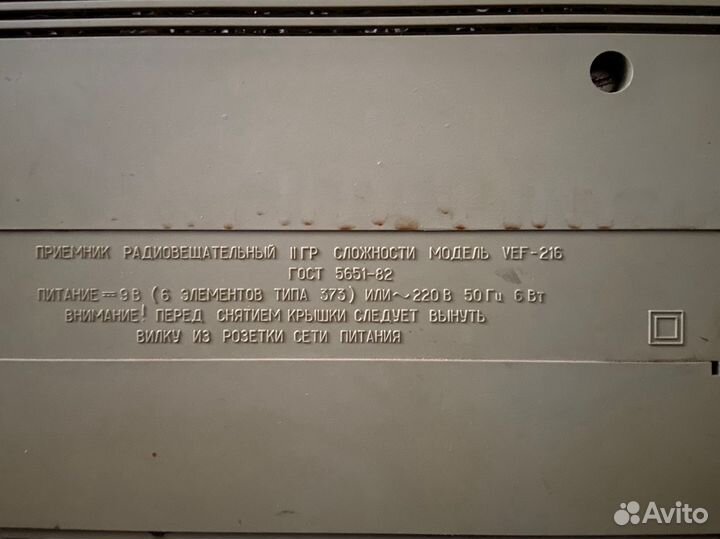 ПРИЕМНИК РАДИОВЕЩАТЕЛЬНЫЙ II ГР СЛОЖНОСТИ МОДЕЛЬ VEF-216
ГОСТ 5651-82
ПИТАНИЕ ⎓ 9 В (6 ЭЛЕМЕНТОВ ТИПА 373) ИЛИ ~ 220 В 50 Гц 6 Вт
ВНИМАНИЕ! ПЕРЕД СНЯТИЕМ КРЫШКИ СЛЕДУЕТ ВЫНУТЬ
ВИЛКУ ИЗ РОЗЕТКИ СЕТИ ПИТАНИЯ
Avito